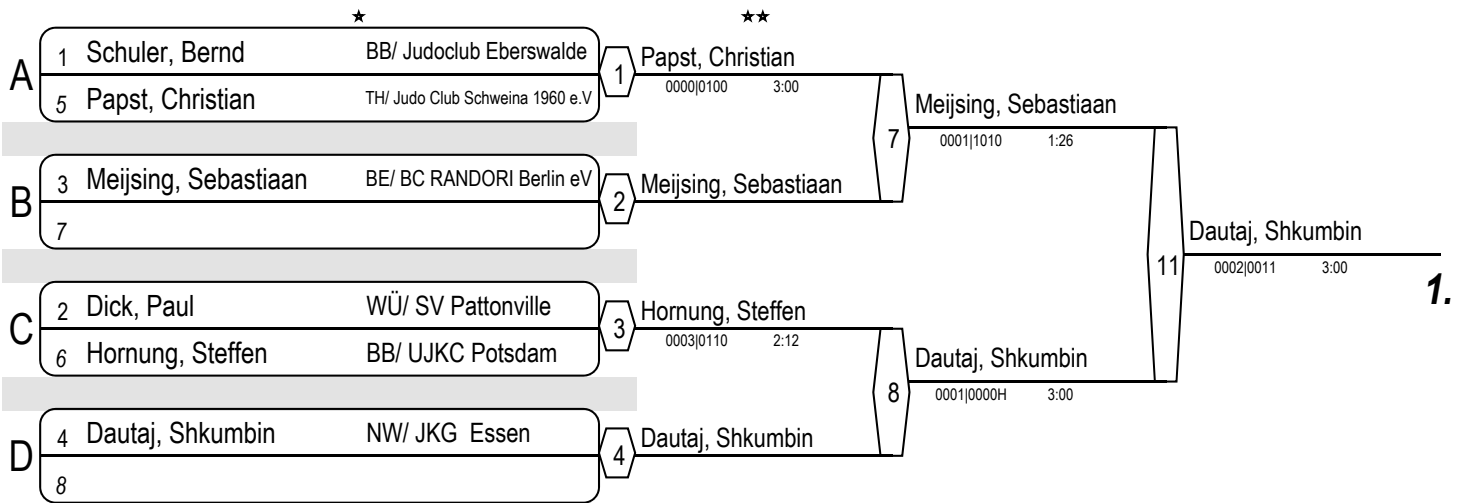 ★ ★★
A
1 Schuler, Bernd BB/ Judoclub Eberswalde
5 Papst, Christian TH/ Judo Club Schweina 1960 e.V
1
Papst, Christian
0000|0100 3:00
B
3 Meijsing, Sebastiaan BE/ BC RANDORI Berlin eV
7
2
Meijsing, Sebastiaan
7
Meijsing, Sebastiaan
0001|1010 1:26
C
2 Dick, Paul WÜ/ SV Pattonville
6 Hornung, Steffen BB/ UJKC Potsdam
3
Hornung, Steffen
0003|0110 2:12
D
4 Dautaj, Shkumbin NW/ JKG Essen
8
4
Dautaj, Shkumbin
8
Dautaj, Shkumbin
0001|0000H 3:00
11
Dautaj, Shkumbin
0002|0011 3:00
1.